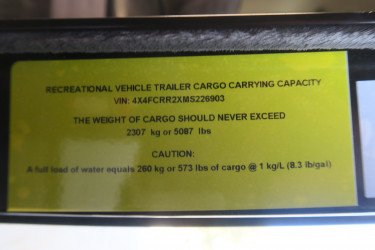 RECREATIONAL VEHICLE TRAILER CARGO CARRYING CAPACITY
VIN: 4X4FCRR2XMS226903
THE WEIGHT OF CARGO SHOULD NEVER EXCEED
2307 kg or 5087 lbs
CAUTION:
A full load of water equals 260 kg or 573 lbs of cargo @ 1 kg/L (8.3 lb/gal)